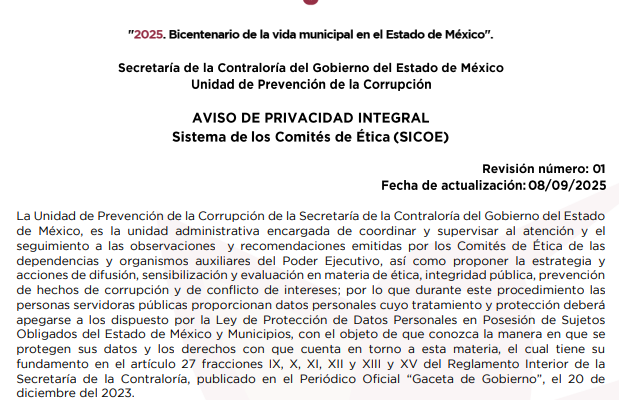 "2025. Bicentenario de la vida municipal en el Estado de México".
Secretaría de la Contraloría del Gobierno del Estado de México
Unidad de Prevención de la Corrupción
AVISO DE PRIVACIDAD INTEGRAL
Sistema de los Comités de Ética (SICOE)
Revisión número: 01
Fecha de actualización: 08/09/2025
La Unidad de Prevención de la Corrupción de la Secretaría de la Contraloría del Gobierno del Estado
de México, es la unidad administrativa encargada de coordinar y supervisar al atención y el
seguimiento a las observaciones y recomendaciones emitidas por los Comités de Ética de las
dependencias y organismos auxiliares del Poder Ejecutivo, así como proponer la estrategia y
acciones de difusión, sensibilización y evaluación en materia de ética, integridad pública, prevención
de hechos de corrupción y de conflicto de intereses; por lo que durante este procedimiento las
personas servidoras públicas proporcionan datos personales cuyo tratamiento y protección deberá
apegarse a los dispuesto por la Ley de Protección de Datos Personales en Posesión de Sujetos
Obligados del Estado de México y Municipios, con el objeto de que conozca la manera en que se
protegen sus datos y los derechos con que cuenta en torno a esta materia, el cual tiene su
fundamento en el artículo 27 fracciones IX, X, XI, XII y XIII y XV del Reglamento Interior de la
Secretaría de la Contraloría, publicado en el Periódico Oficial “Gaceta de Gobierno”, el 20 de
diciembre del 2023.